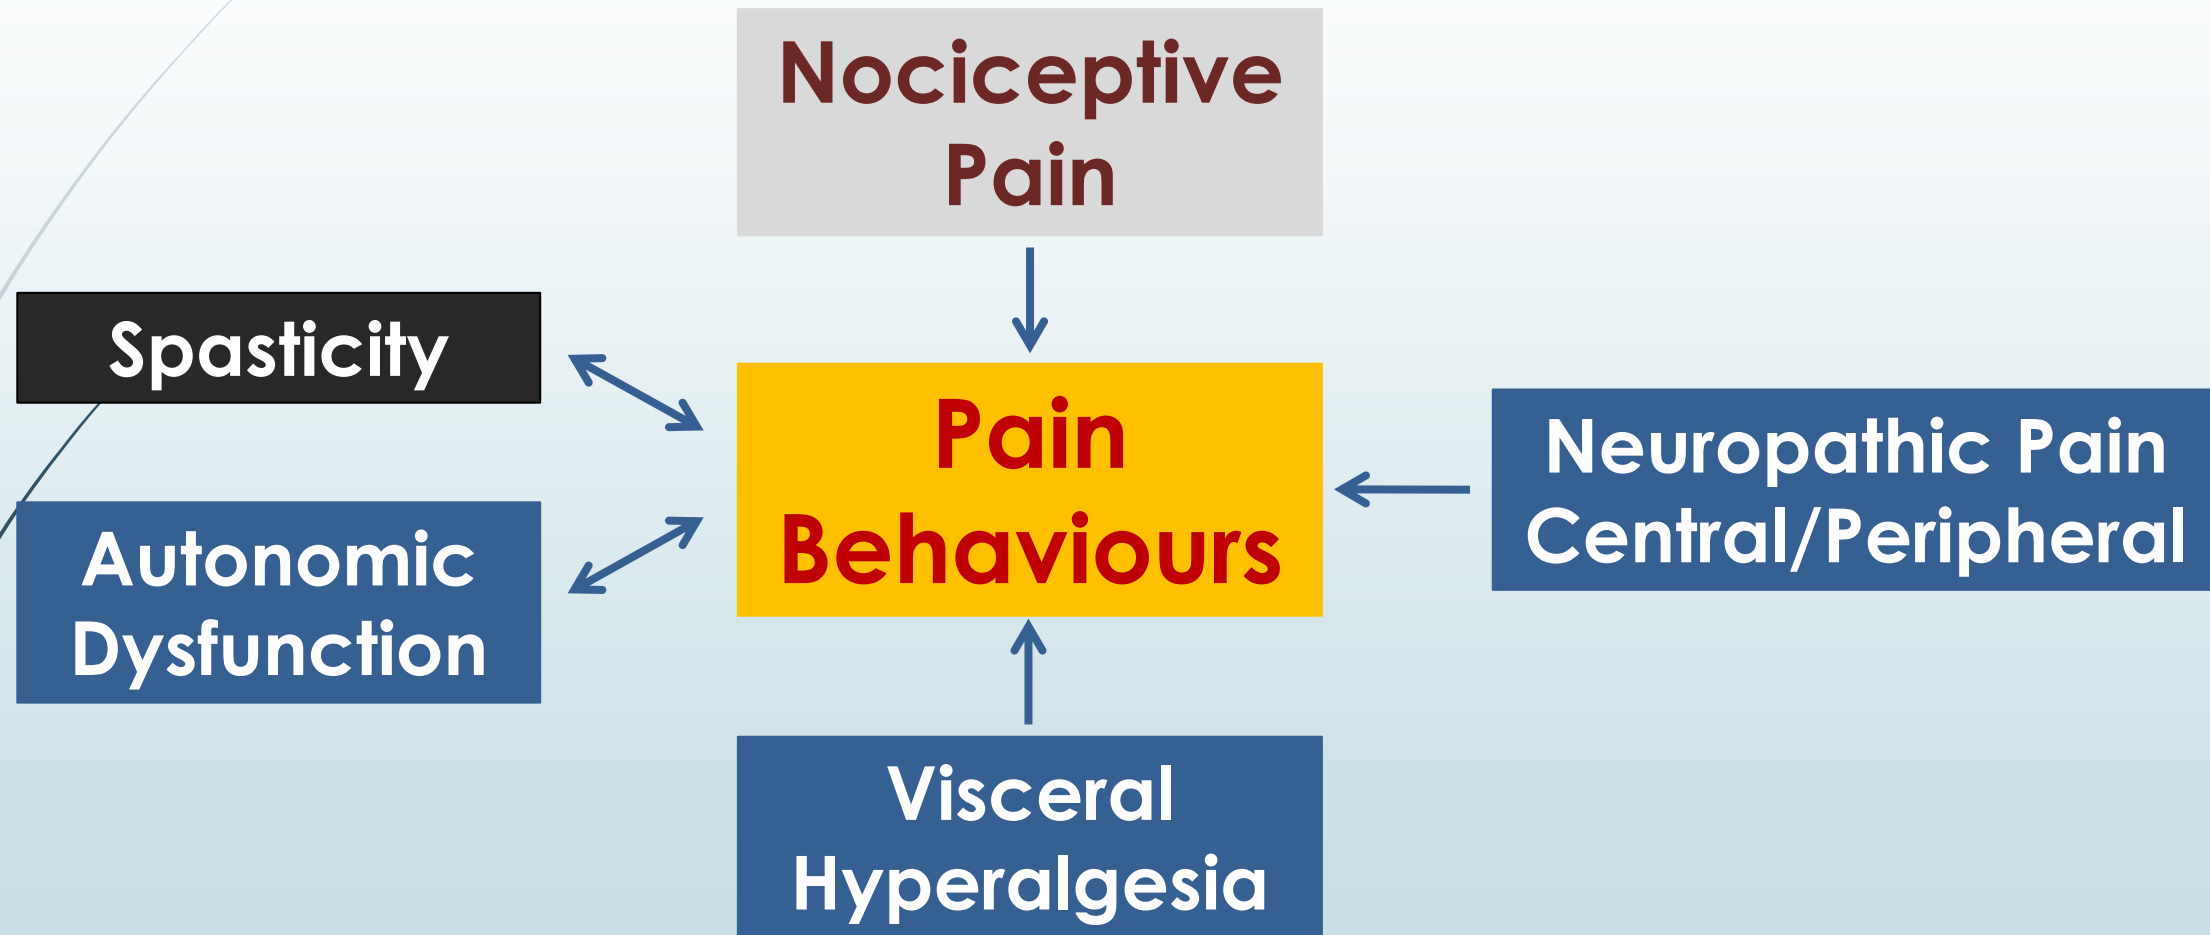 Nociceptive
Pain
Spasticity
Pain
Behaviours
Neuropathic Pain
Central/Peripheral
Autonomic
Dysfunction
Visceral
Hyperalgesia